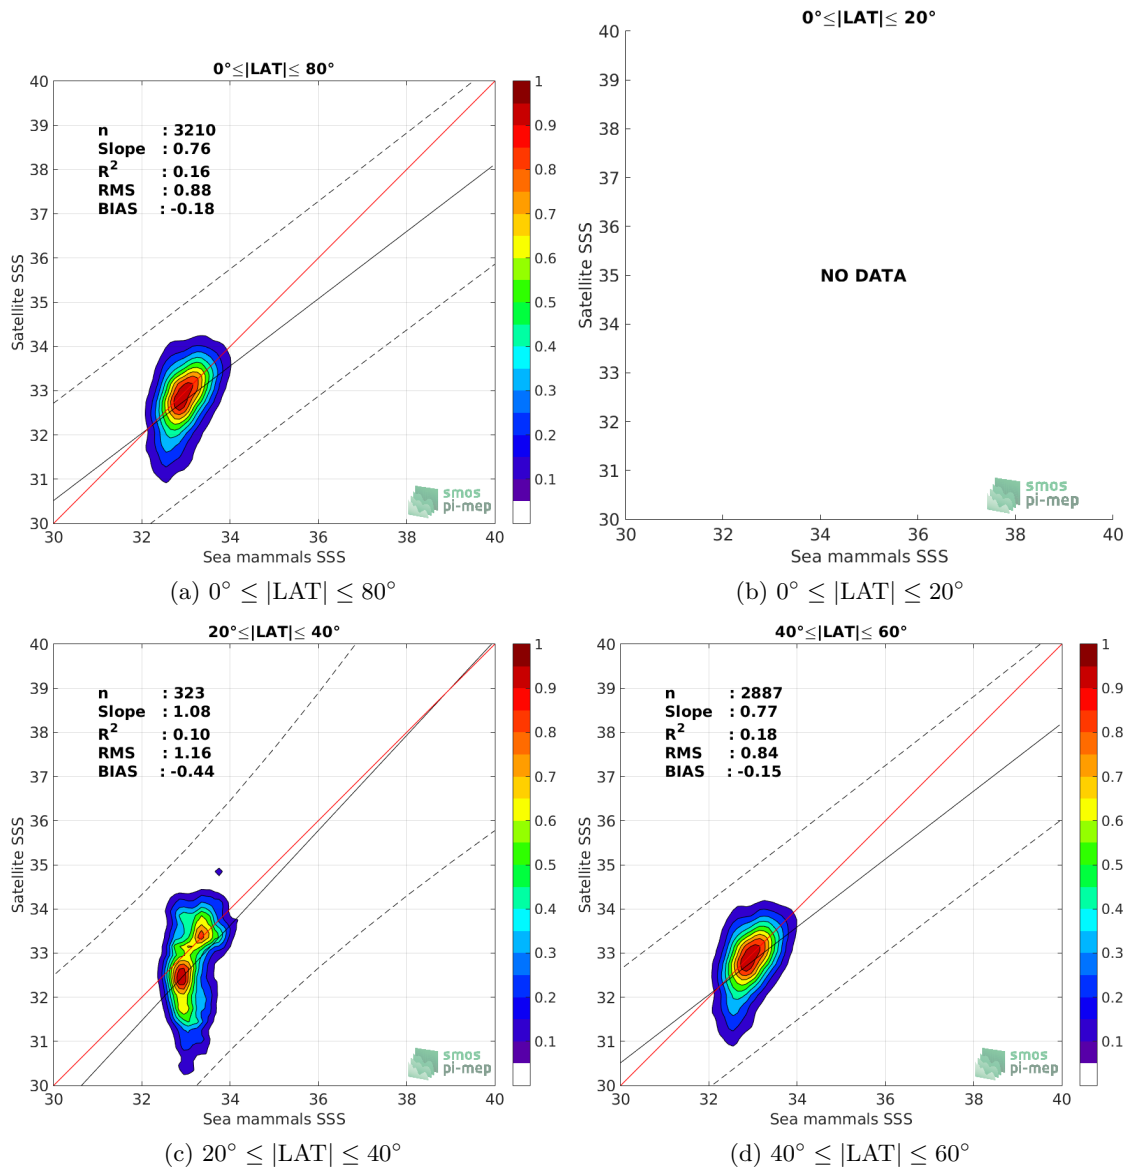 0°≤|LAT|≤ 80°
n : 3210
Slope : 0.76
R² : 0.16
RMS : 0.88
BIAS : -0.18
40
39
38
37
36
35
34
33
32
31
30
Satellite SSS
30 32 34 36 38 40
Sea mammals SSS
1
0.9
0.8
0.7
0.6
0.5
0.4
0.3
0.2
0.1
smos
pi-mep
(a) 0° ≤ |LAT| ≤ 80°
0°≤|LAT|≤ 20°
40
39
38
37
36
35
34
33
32
31
30
Satellite SSS
NO DATA
30 32 34 36 38 40
Sea mammals SSS
smos
pi-mep
(b) 0° ≤ |LAT| ≤ 20°
20°≤|LAT|≤ 40°
n : 323
Slope : 1.08
R² : 0.10
RMS : 1.16
BIAS : -0.44
40
39
38
37
36
35
34
33
32
31
30
Satellite SSS
30 32 34 36 38 40
Sea mammals SSS
1
0.9
0.8
0.7
0.6
0.5
0.4
0.3
0.2
0.1
smos
pi-mep
(c) 20° ≤ |LAT| ≤ 40°
40°≤|LAT|≤ 60°
n : 2887
Slope : 0.77
R² : 0.18
RMS : 0.84
BIAS : -0.15
40
39
38
37
36
35
34
33
32
31
30
Satellite SSS
30 32 34 36 38 40
Sea mammals SSS
1
0.9
0.8
0.7
0.6
0.5
0.4
0.3
0.2
0.1
smos
pi-mep
(d) 40° ≤ |LAT| ≤ 60°